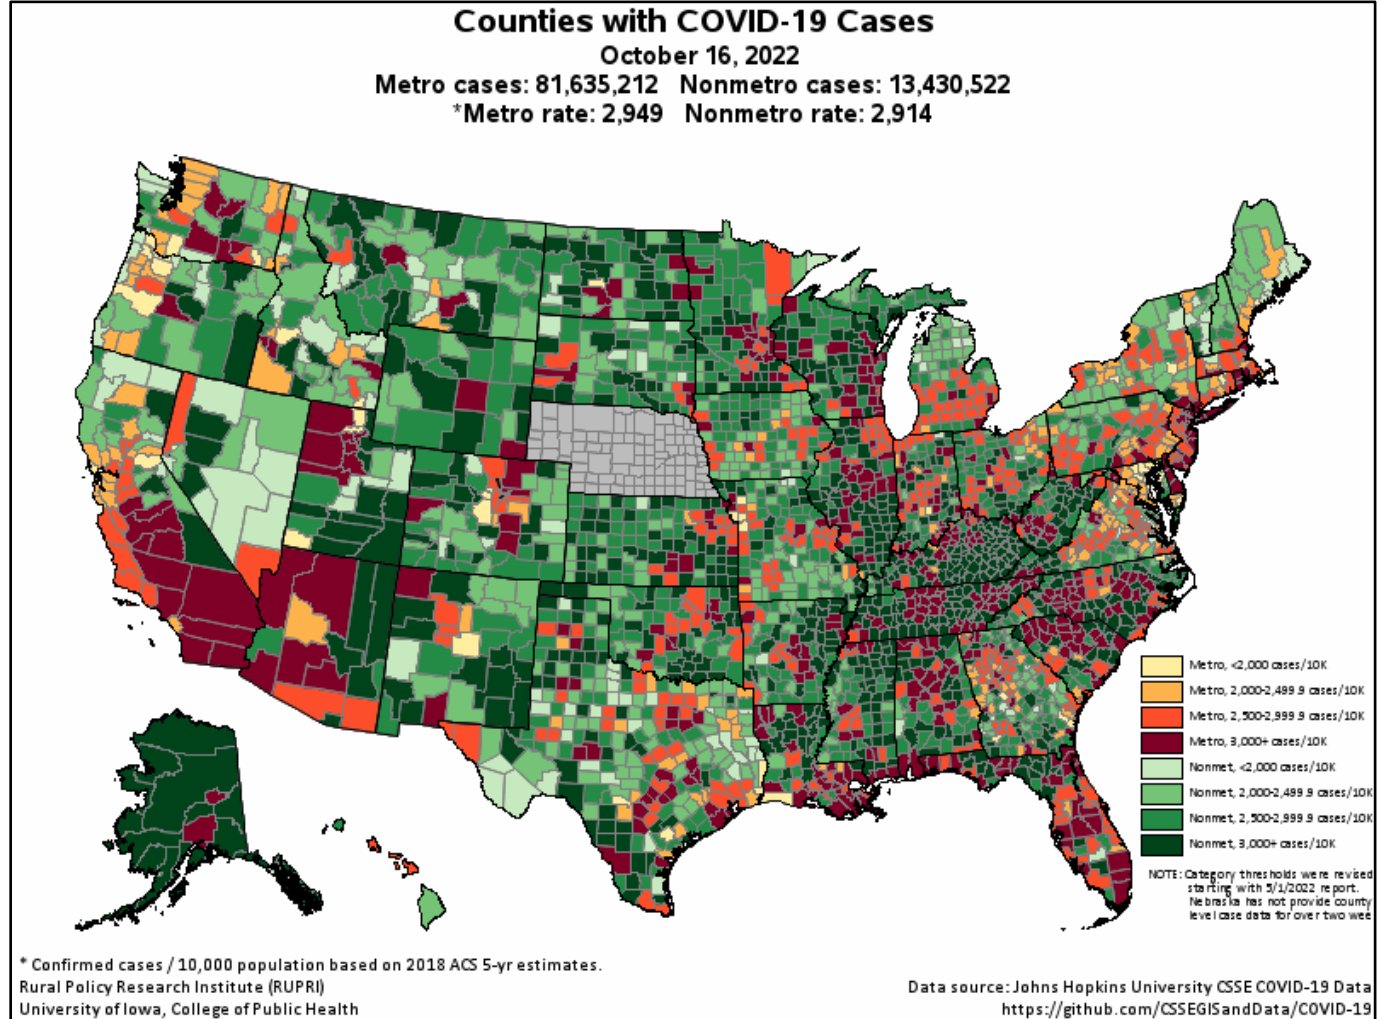 Counties with COVID-19 Cases
October 16, 2022
Metro cases: 81,635,212 Nonmetro cases: 13,430,522
*Metro rate: 2,949 Nonmetro rate: 2,914
Metro, <2,000 cases/10K
Metro, 2,000-2,499.9 cases/10K
Metro, 2,500-2,999.9 cases/10K
Metro, 3,000+ cases/10K
Nonmet, <2,000 cases/10K
Nonmet, 2,000-2,499.9 cases/10K
Nonmet, 2,500-2,999.9 cases/10K
Nonmet, 3,000+ cases/10K
NOTE: Category thresholds were revised
starting with 5/1/2022 report.
Nebraska has not provide county
level case data for over two wee
* Confirmed cases / 10,000 population based on 2018 ACS 5-yr estimates.
Rural Policy Research Institute (RUPRI)
University of Iowa, College of Public Health
Data source: Johns Hopkins University CSSE COVID-19 Data
https://github.com/CSSEGISandData/COVID-19